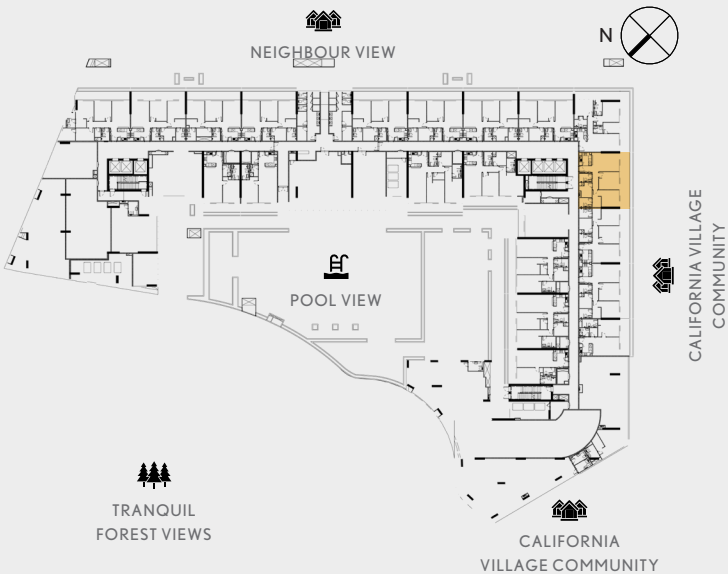 NEIGHBOUR VIEW
N
CALIFORNIA VILLAGE
COMMUNITY
POOL VIEW
TRANQUIL
FOREST VIEWS
CALIFORNIA
VILLAGE COMMUNITY